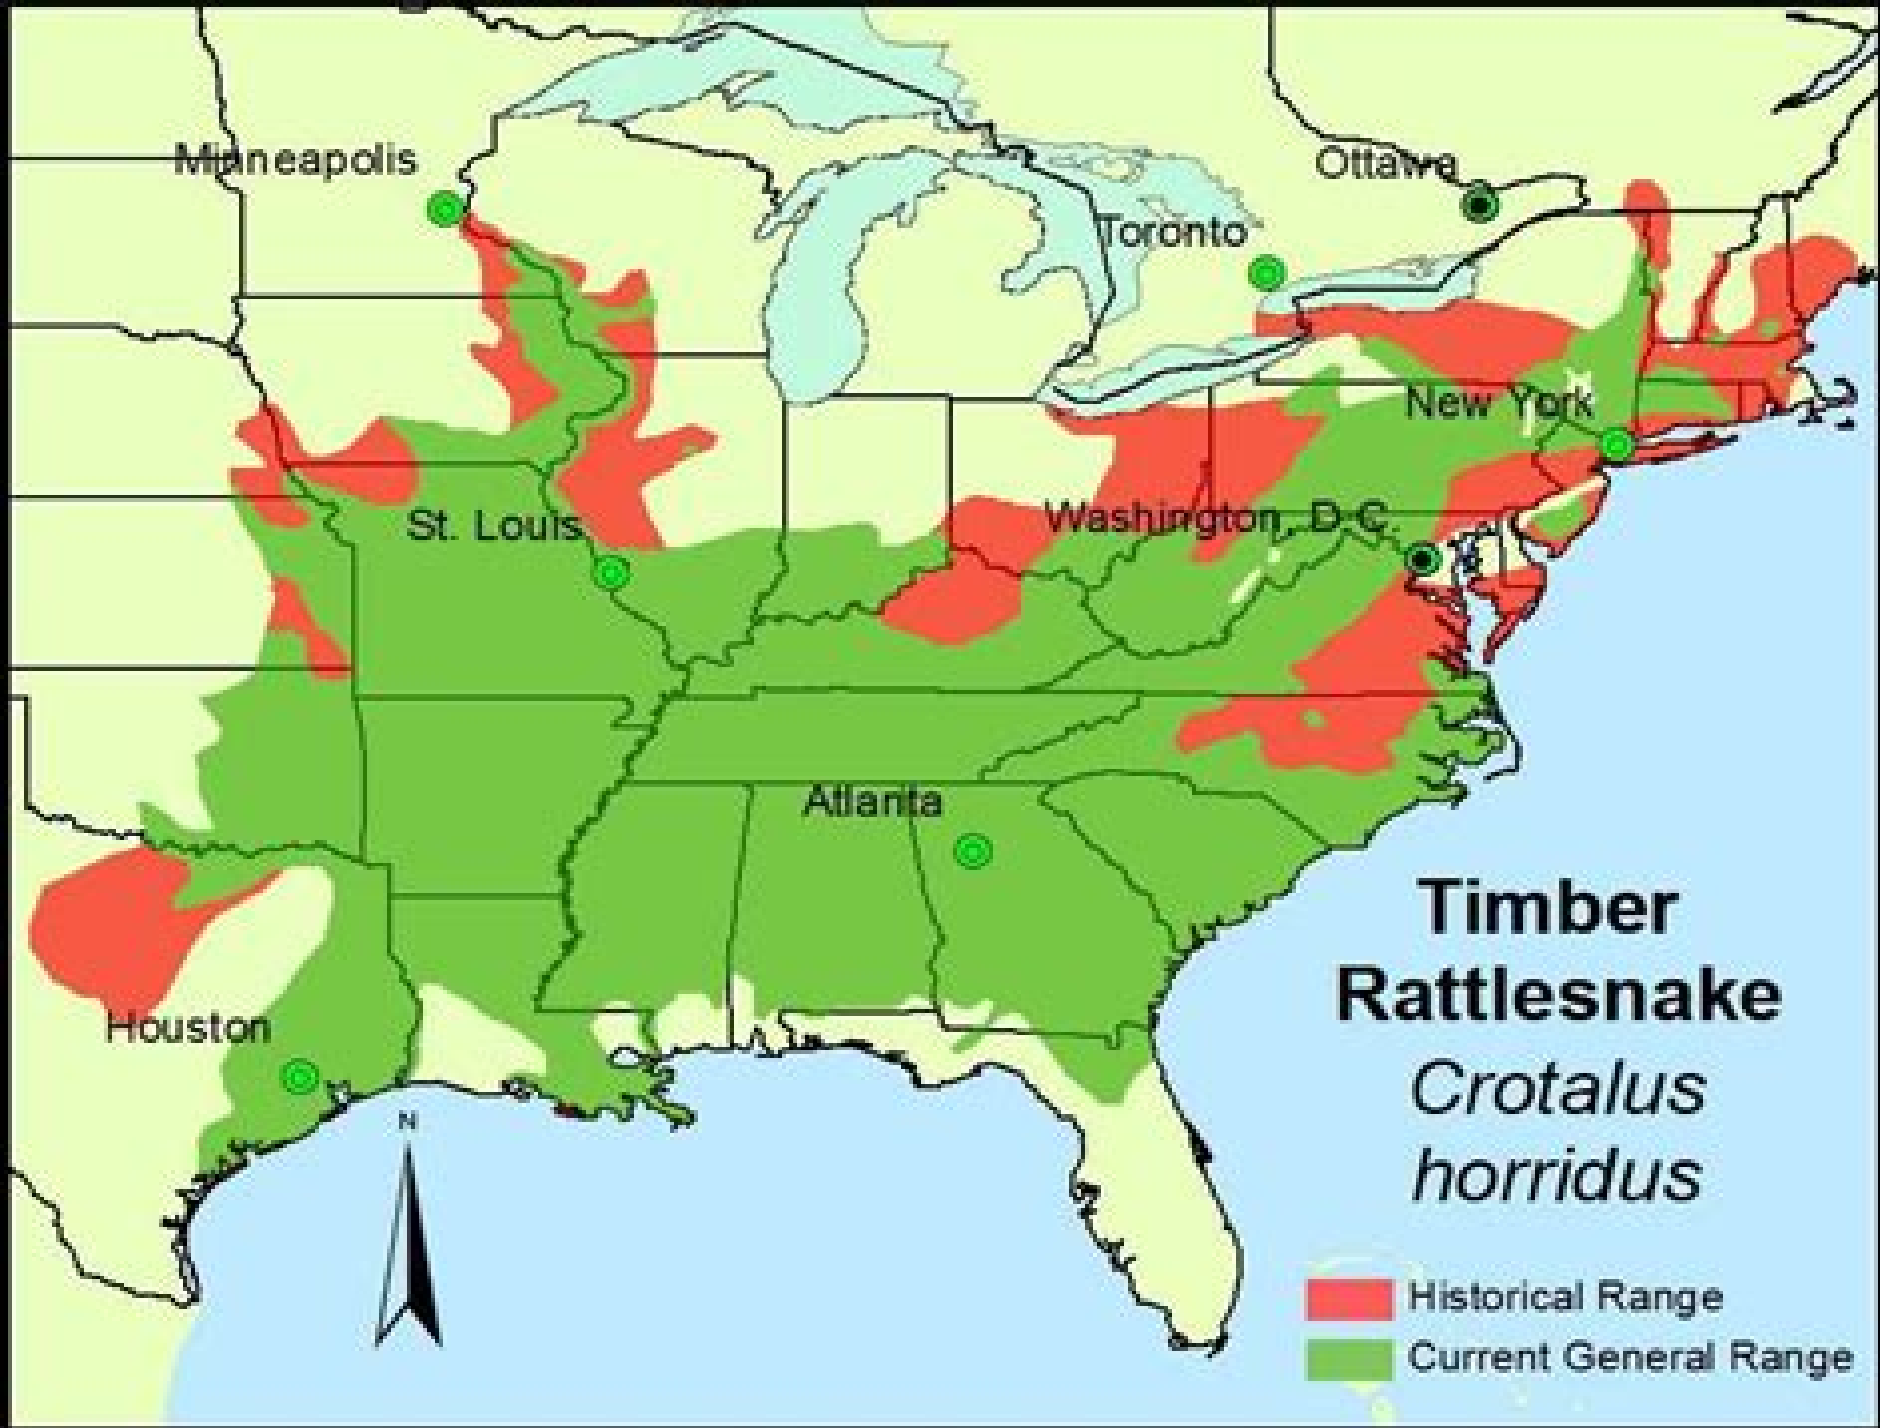 Minneapolis
Ottawa
Toronto
New York
St. Louis
Washington, D.C.
Atlanta
Houston
N
Timber
Rattlesnake
Crotalus
horridus
Historical Range
Current General Range